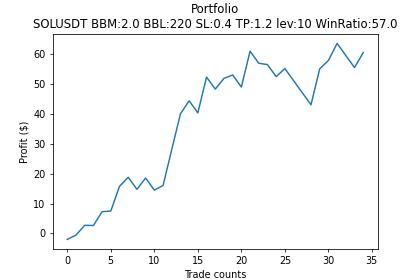 Portfolio
SOLUSDT BBM:2.0 BBL:220 SL:0.4 TP:1.2 lev:10 WinRatio:57.0
60
50
40
30
20
10
0
Profit ($)
0 5 10 15 20 25 30 35
Trade counts